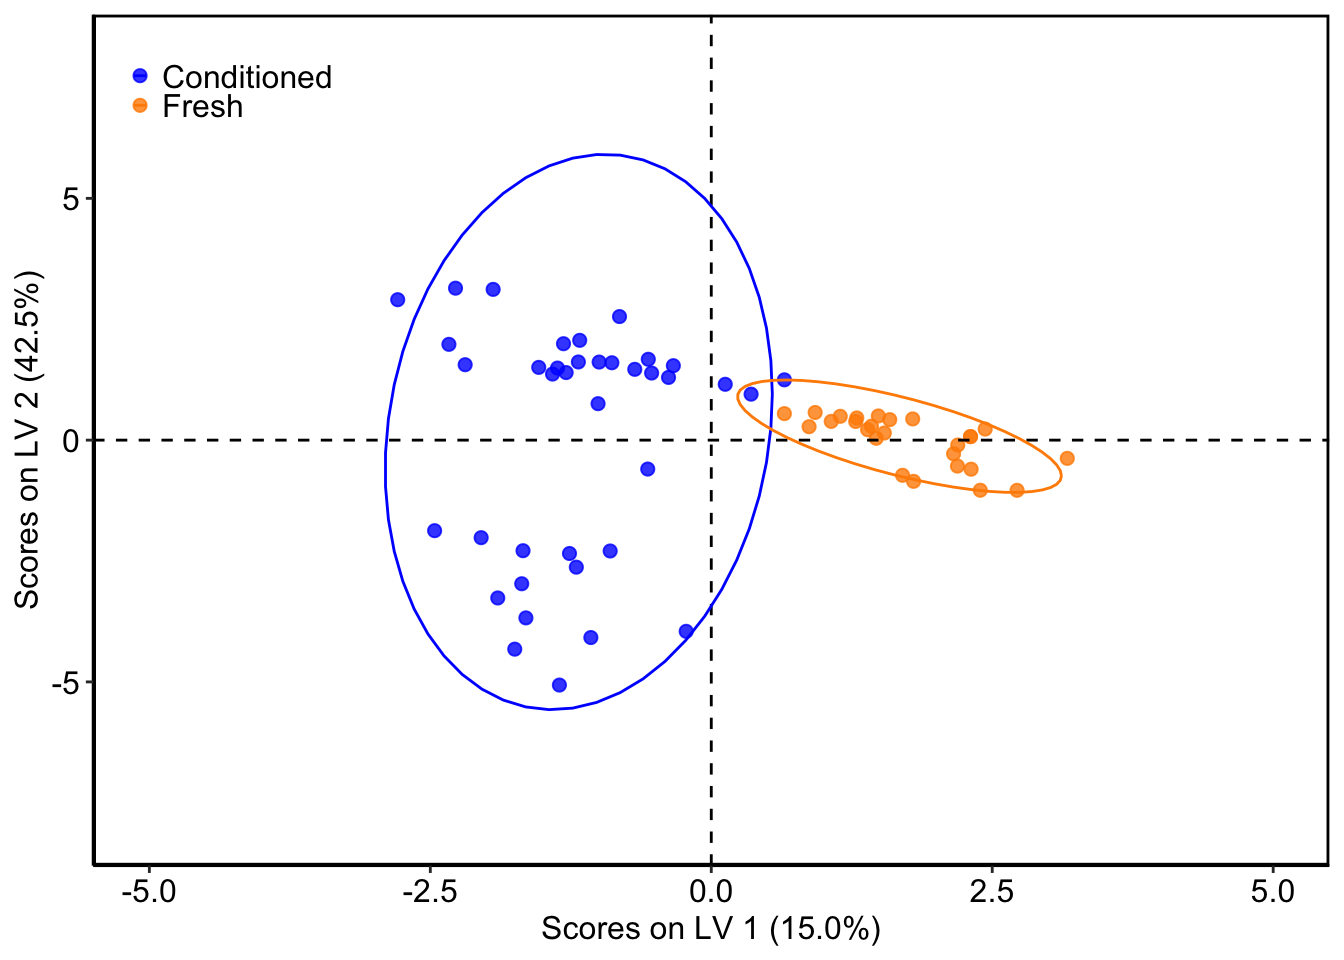 Conditioned
Fresh
5
0
-5
Scores on LV 2 (42.5%)
-5.0
-2.5
0.0
2.5
5.0
Scores on LV 1 (15.0%)